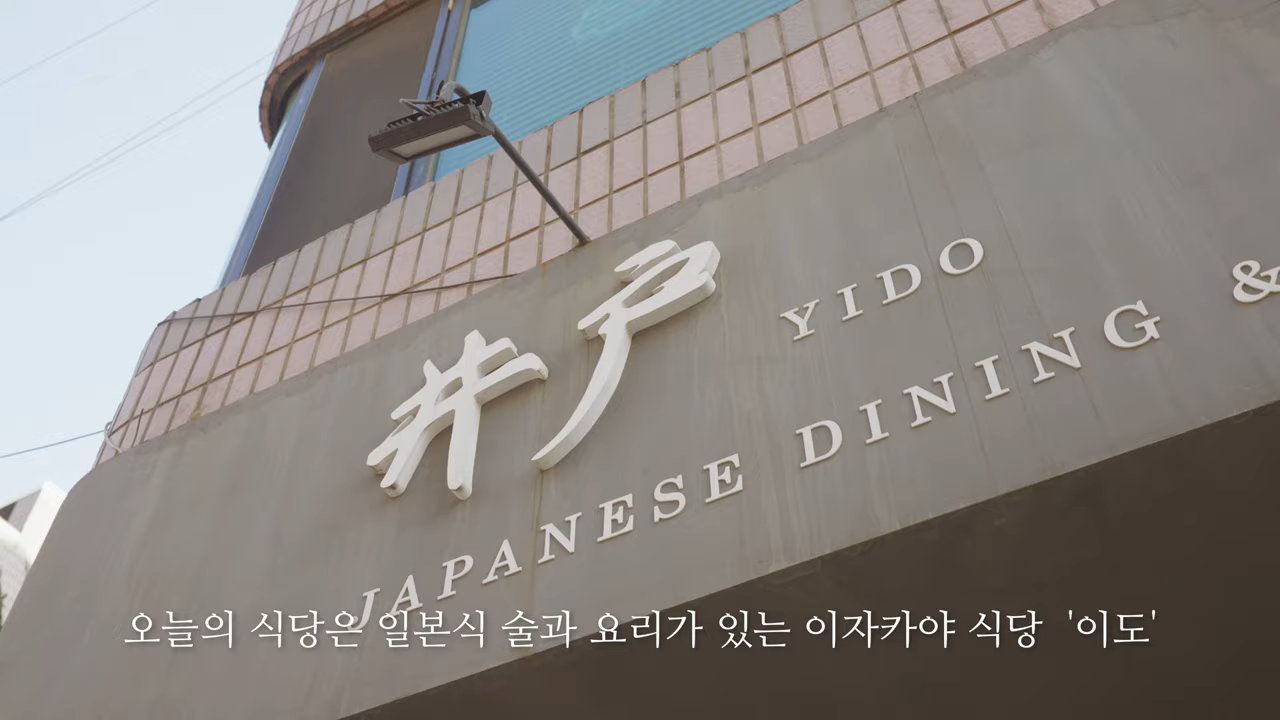 井戸
YIDO
JAPANESE DINING &
오늘의 식당은 일본식 술과 요리가 있는 이자카야 식당 '이도'